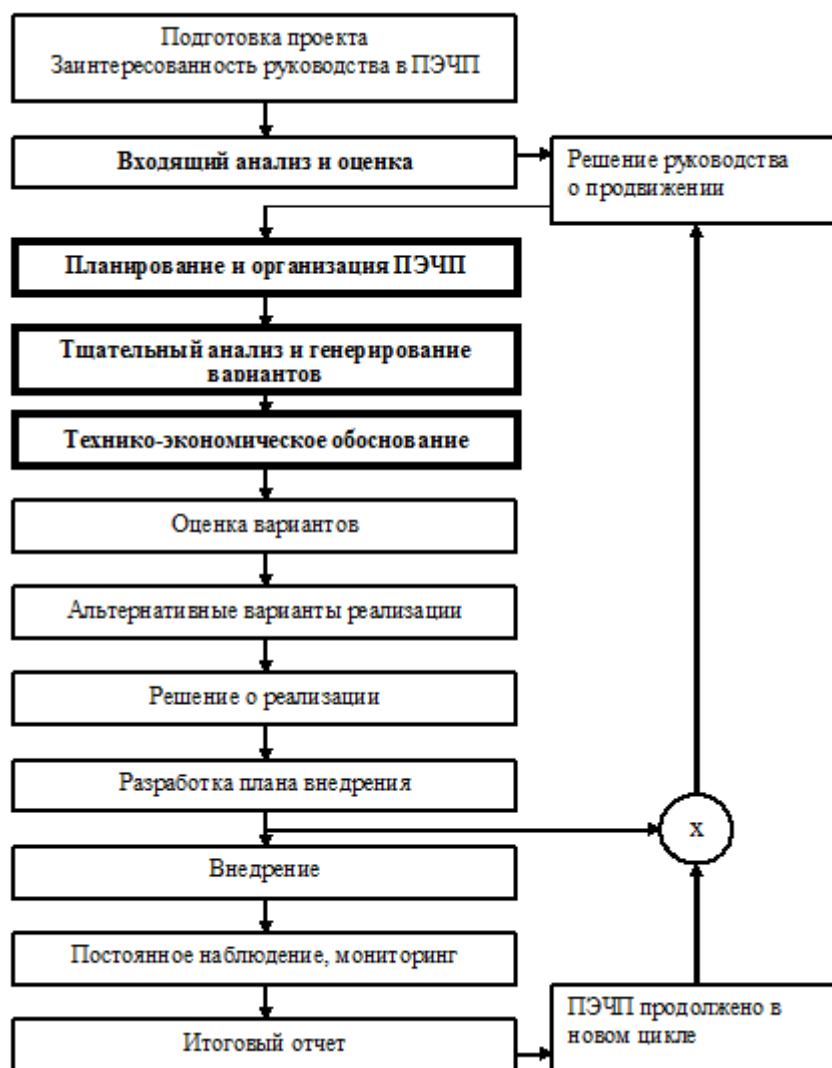 Подготовка проекта
Заинтересованность руководства в ПЭЧП
Входящий анализ и оценка
Решение руководства
о продвижении
Планирование и организация ПЭЧП
Тщательный анализ и генерирование
вариантов
Технико-экономическое обоснование
Оценка вариантов
Альтернативные варианты реализации
Решение о реализации
Разработка плана внедрения
x
Внедрение
Постоянное наблюдение, мониторинг
Итоговый отчет
ПЭЧП продолжено в
новом цикле